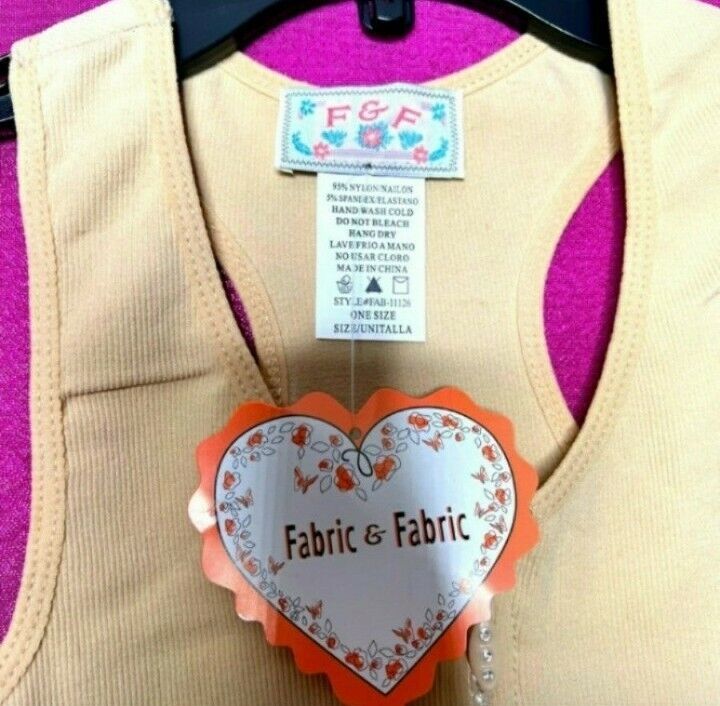 F & F
95% NYLON/NAILON
5% SPANDEX/ELASTANO
HAND WASH COLD
DO NOT BLEACH
HANG DRY
LAVE FRIO A MANO
NO USAR CLORO
MADE IN CHINA
STYLE#FAB-11126
ONE SIZE
SIZE/UNITALLA
Fabric & Fabric